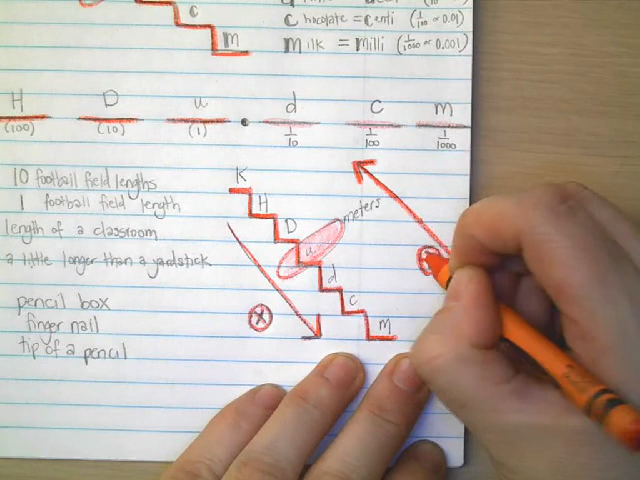 C
M
Chocolate = Centi (1/100 or 0.01)
Milk = Milli (1/1000 or 0.001)
H D u . d C m
(100) (10) (1) 1/10 1/100 1/1000
10 football field lengths
1 football field length
length of a classroom
a little longer than a yardstick
pencil box
finger nail
tip of a pencil
K
H
D
u meters
d
C
M
X